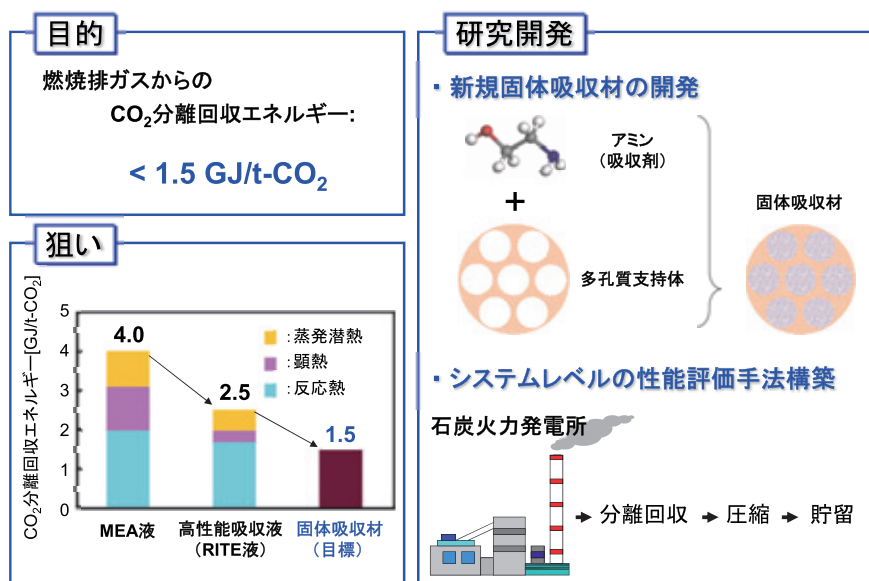 目的
燃焼排ガスからの
CO₂分離回収エネルギー:
< 1.5 GJ/t-CO₂
狙い
CO₂分離回収エネルギー[GJ/t-CO₂]
5
4
3
2
1
0
4.0
2.5
1.5
:蒸発潜熱
:顕熱
:反応熱
MEA液
高性能吸収液
(RITE液)
固体吸収材
(目標)
研究開発
・新規固体吸収材の開発
アミン
(吸収剤)
+
多孔質支持体
固体吸収材
・システムレベルの性能評価手法構築
石炭火力発電所
→ 分離回収 → 圧縮 → 貯留